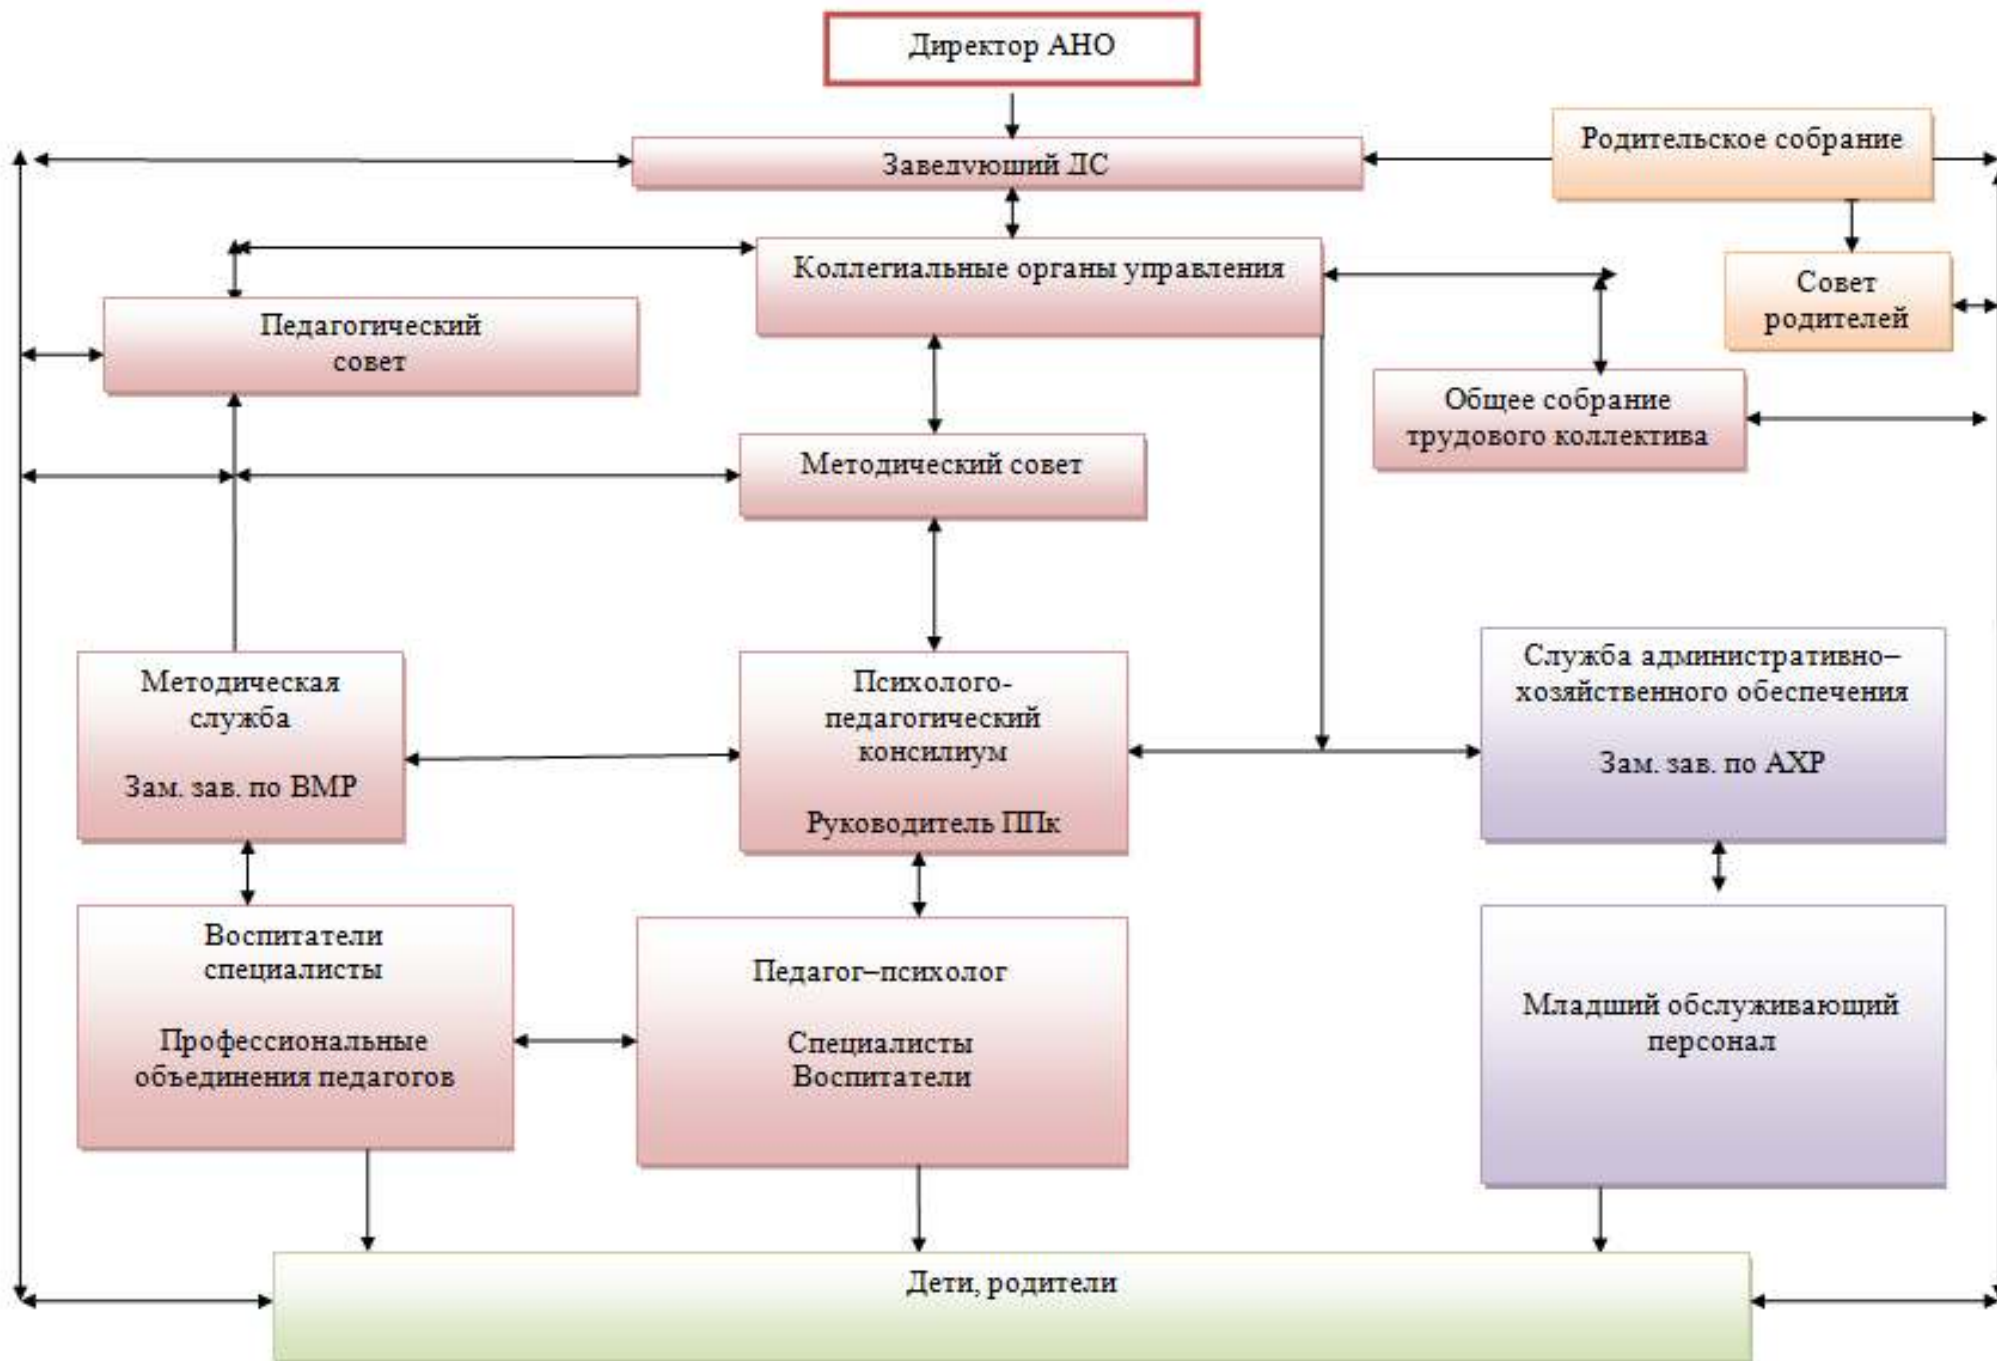 Директор АНО
Заведующий ДС
Родительское собрание
Коллегиальные органы управления
Совет
родителей
Педагогический
совет
Общее собрание
трудового коллектива
Методический совет
Методическая
служба
Зам. зав. по ВМР
Психолого-
педагогический
консилиум
Руководитель ППк
Служба административно–
хозяйственного обеспечения
Зам. зав. по АХР
Воспитатели
специалисты
Профессиональные
объединения педагогов
Педагог–психолог
Специалисты
Воспитатели
Младший обслуживающий
персонал
Дети, родители